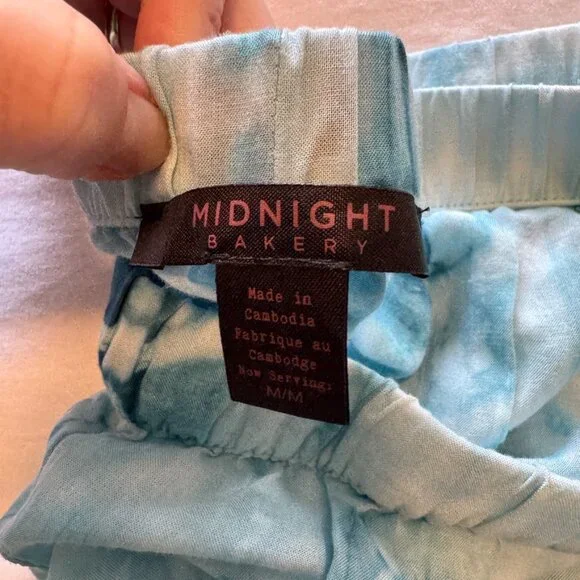 MIDNIGHT
BAKERY
Made in
Cambodia
Fabrique au
Cambodge
Now Serving:
M/M